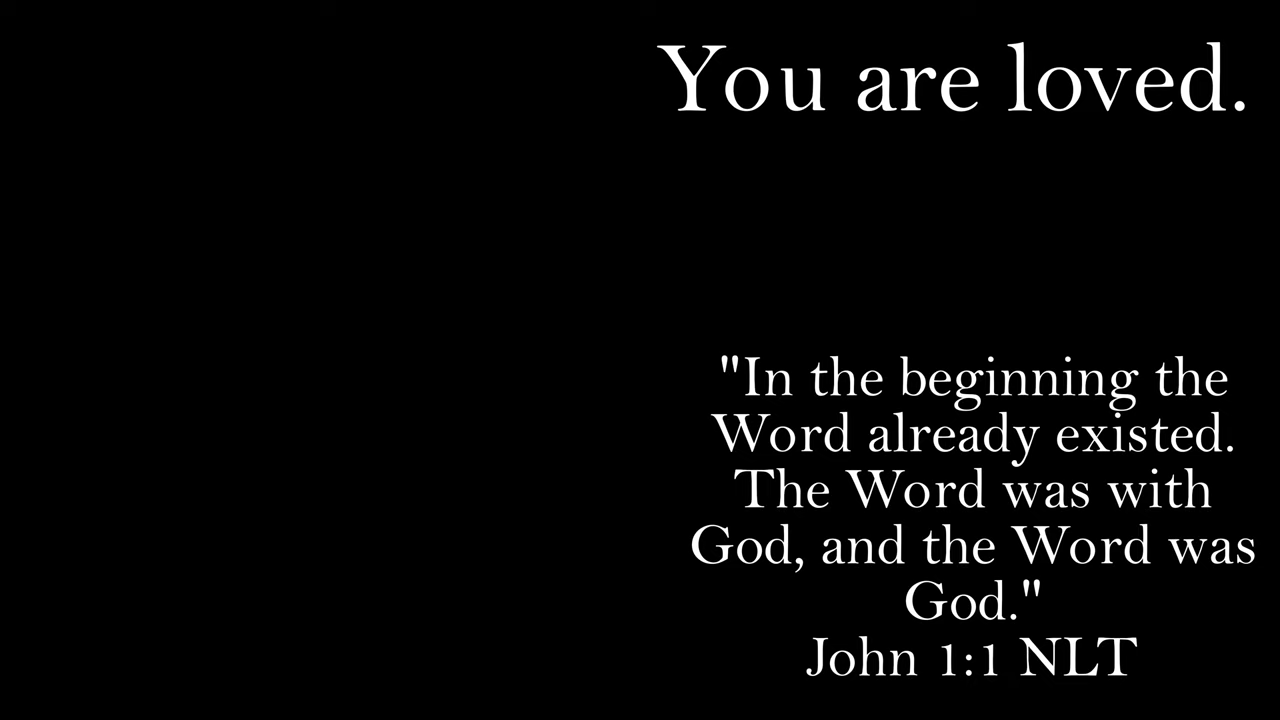 You are loved.
"In the beginning the
Word already existed.
The Word was with
God, and the Word was
God."
John 1:1 NLT